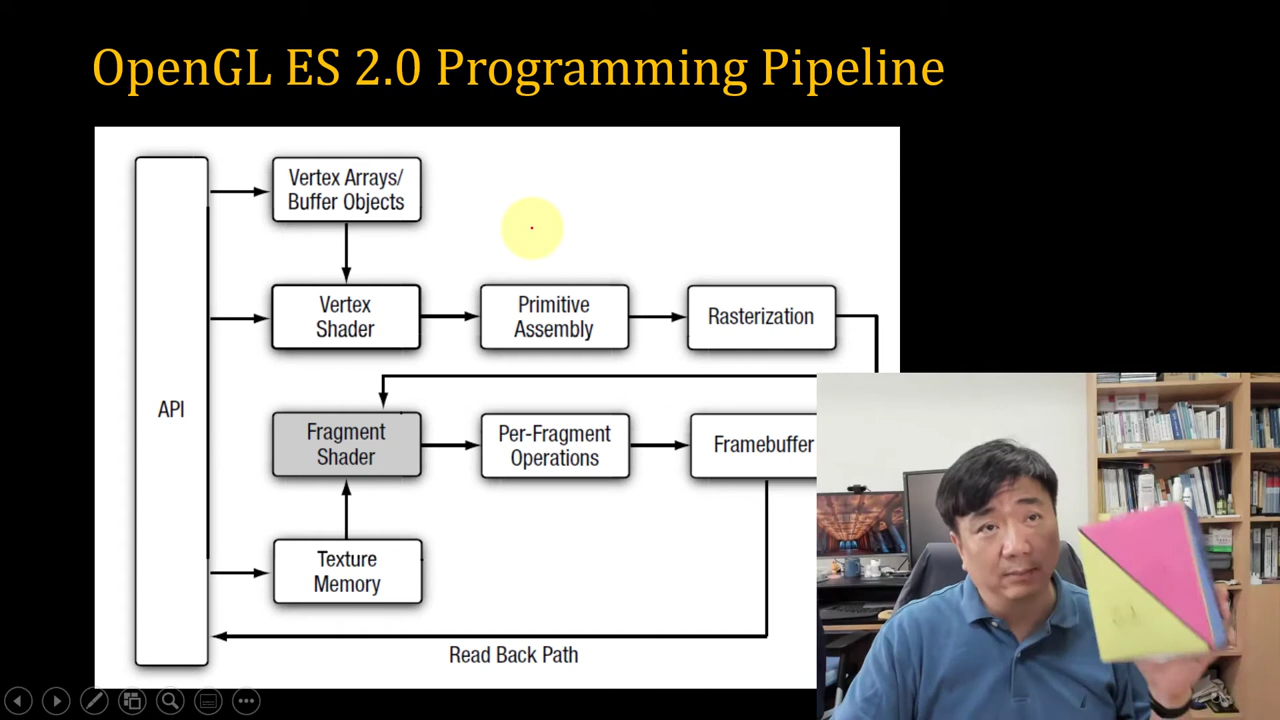 OpenGL ES 2.0 Programming Pipeline
Vertex Arrays/
Buffer Objects
Vertex
Shader
Primitive
Assembly
Rasterization
API
Fragment
Shader
Per-Fragment
Operations
Framebuffer
Texture
Memory
Read Back Path